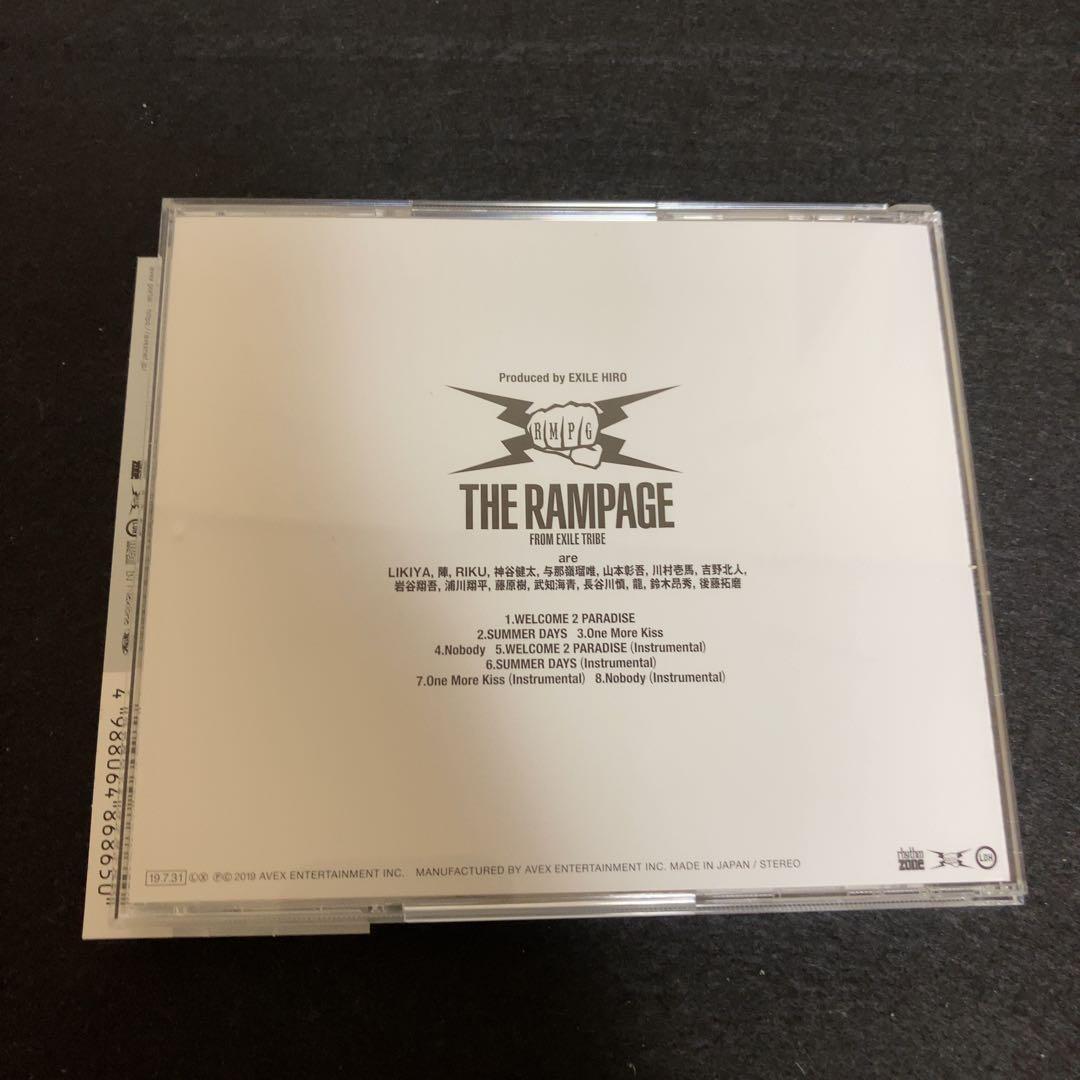 Produced by EXILE HIRO
RMPG
THE RAMPAGE
FROM EXILE TRIBE
are
LIKIYA, 陣, RIKU, 神谷健太, 与那嶺瑠唯, 山本彰吾, 川村壱馬, 吉野北人,
岩谷翔吾, 浦川翔平, 藤原樹, 武知海青, 長谷川慎, 龍, 鈴木昂秀, 後藤拓磨
1.WELCOME 2 PARADISE
2.SUMMER DAYS 3.One More Kiss
4.Nobody 5.WELCOME 2 PARADISE (Instrumental)
6.SUMMER DAYS (Instrumental)
7.One More Kiss (Instrumental) 8.Nobody (Instrumental)
19.7.31 ⓁⓍ ℗© 2019 AVEX ENTERTAINMENT INC. MANUFACTURED BY AVEX ENTERTAINMENT INC. MADE IN JAPAN / STEREO
rhythm
zone
LDH
4 988064 868650